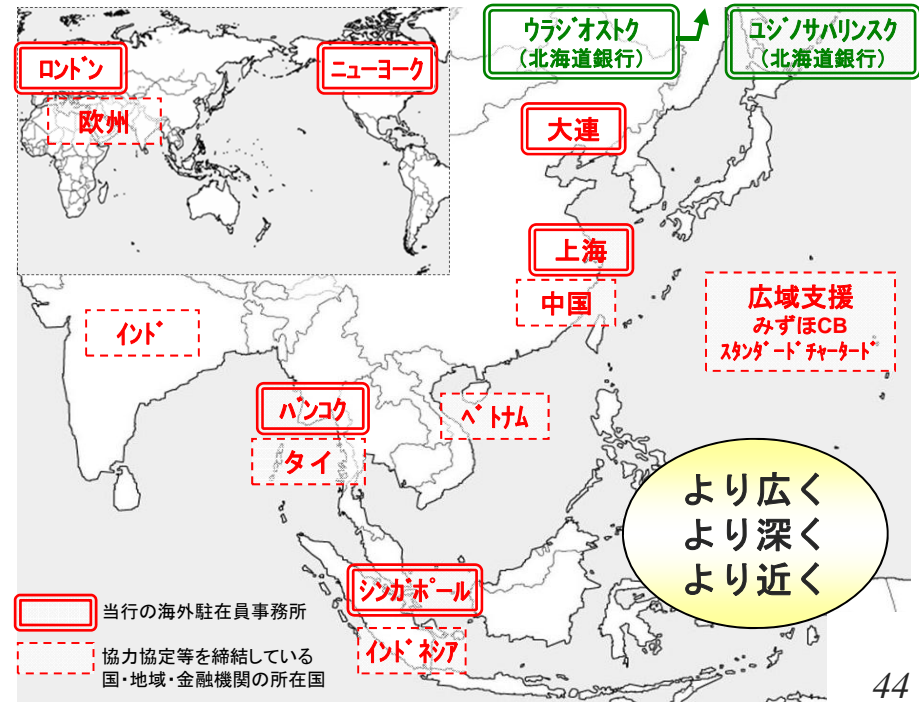 ロンドン
ニューヨーク
欧州
ウラジオストク
(北海道銀行)
ユジノサハリンスク
(北海道銀行)
大連
上海
中国
インド
広域支援
みずほCB
スタンダードチャータード
バンコク
タイ
ベトナム
より広く
より深く
より近く
シンガポール
インドネシア
当行の海外駐在員事務所
協力協定等を締結している
国・地域・金融機関の所在国
44